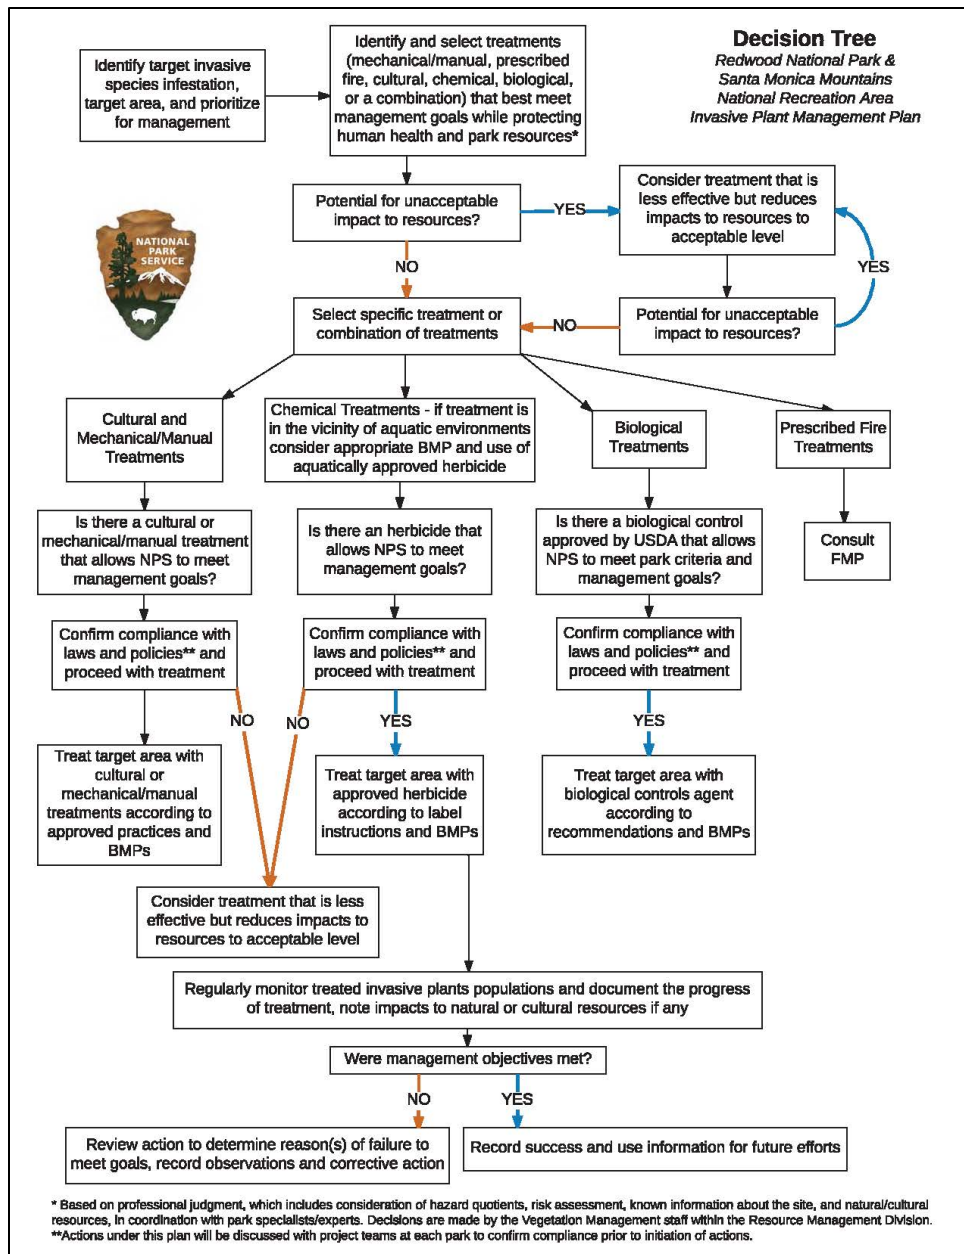 Decision Tree
Redwood National Park &
Santa Monica Mountains
National Recreation Area
Invasive Plant Management Plan
Identify target invasive
species infestation,
target area, and prioritize
for management
Identify and select treatments
(mechanical/manual, prescribed
fire, cultural, chemical, biological,
or a combination) that best meet
management goals while protecting
human health and park resources*
Potential for unacceptable
impact to resources?
YES
Consider treatment that is
less effective but reduces
impacts to resources to
acceptable level
YES
NATIONAL
PARK
SERVICE
NO
Select specific treatment or
combination of treatments
NO
Potential for unacceptable
impact to resources?
Cultural and
Mechanical/Manual
Treatments
Chemical Treatments - if treatment is
in the vicinity of aquatic environments
consider appropriate BMP and use of
aquatically approved herbicide
Biological
Treatments
Prescribed Fire
Treatments
Is there a cultural or
mechanical/manual treatment
that allows NPS to meet
management goals?
Is there an herbicide that
allows NPS to meet
management goals?
Is there a biological control
approved by USDA that allows
NPS to meet park criteria and
management goals?
Consult
FMP
Confirm compliance with
laws and policies** and
proceed with treatment
Confirm compliance with
laws and policies** and
proceed with treatment
Confirm compliance with
laws and policies** and
proceed with treatment
NO
NO
YES
YES
Treat target area with
cultural or
mechanical/manual
treatments according to
approved practices and
BMPs
Treat target area with
approved herbicide
according to label
instructions and BMPs
Treat target area with
biological controls agent
according to
recommendations and BMPs
Consider treatment that is less
effective but reduces impacts to
resources to acceptable level
Regularly monitor treated invasive plants populations and document the progress
of treatment, note impacts to natural or cultural resources if any
Were management objectives met?
NO
YES
Review action to determine reason(s) of failure to
meet goals, record observations and corrective action
Record success and use information for future efforts
* Based on professional judgment, which includes consideration of hazard quotients, risk assessment, known information about the site, and natural/cultural
resources, in coordination with park specialists/experts. Decisions are made by the Vegetation Management staff within the Resource Management Division.
**Actions under this plan will be discussed with project teams at each park to confirm compliance prior to initiation of actions.